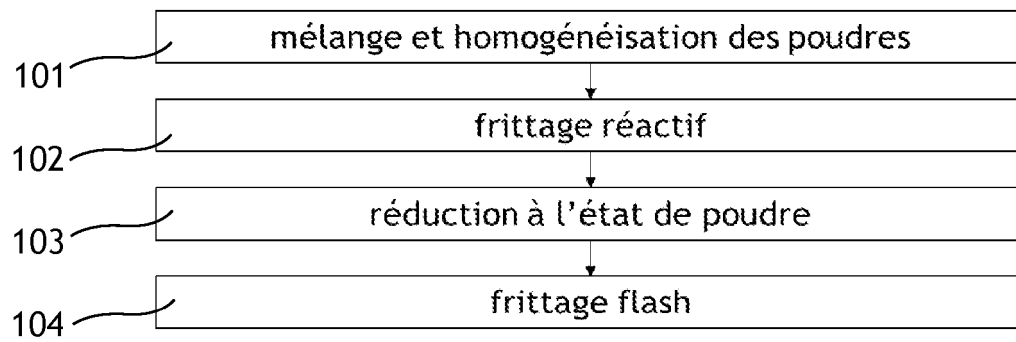 mélange et homogénéisation des poudres
101
frittage réactif
102
réduction à l'état de poudre
103
frittage flash
104